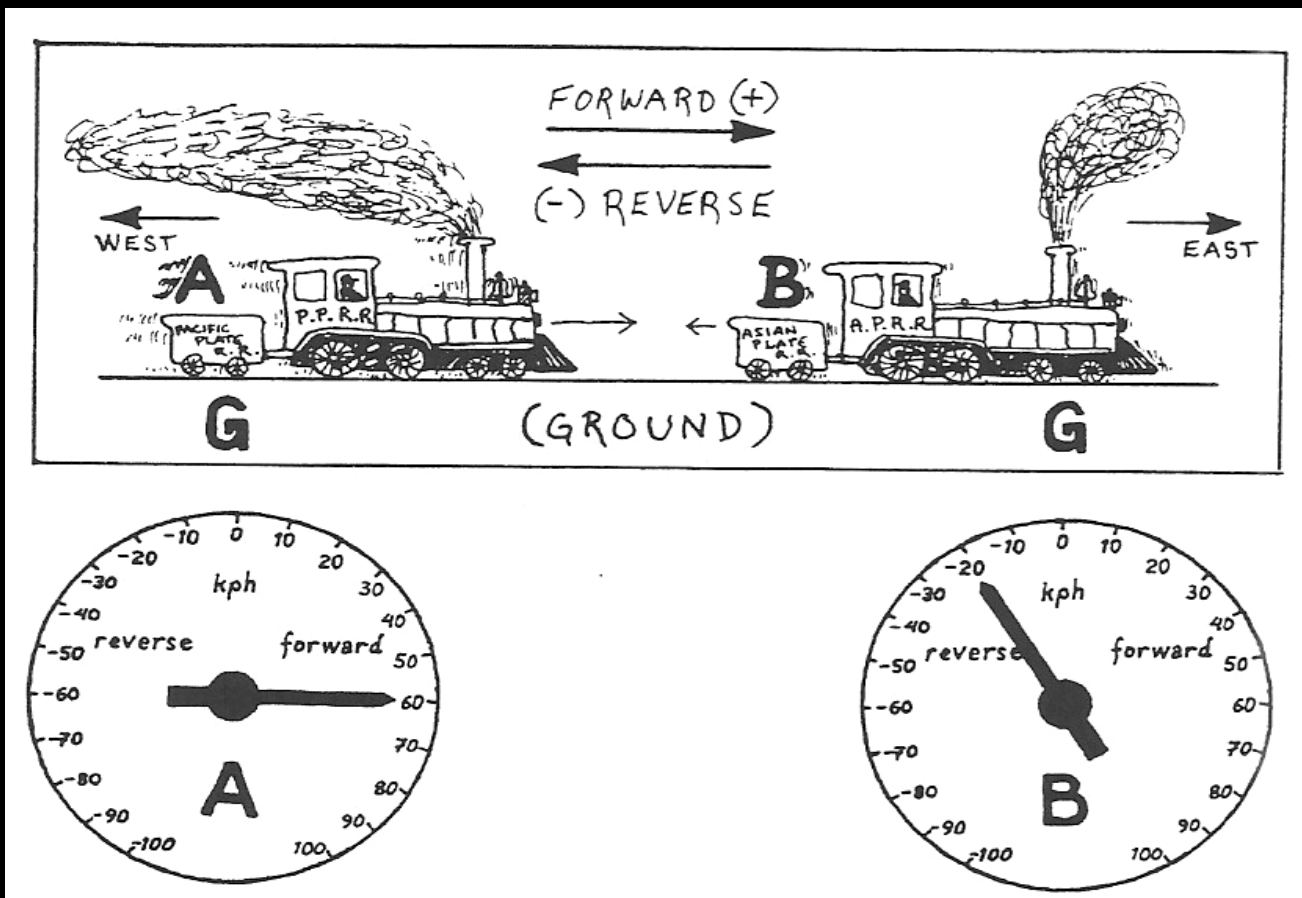 FORWARD (+)
(-) REVERSE
WEST
EAST
A
B
P.P.R.R
A.P.R.R
PACIFIC
PLATE
R.R.
ASIAN
PLATE
R.R.
G
(GROUND)
G
-10 0 10
-20 20
-30 kph 30
-40 40
reverse forward
-50 50
-60 60
-70 70
-80 80
-90 90
-100 100
A
-10 0 10
-20 20
-30 kph 30
-40 40
reverse forward
-50 50
-60 60
-70 70
-80 80
-90 90
-100 100
B